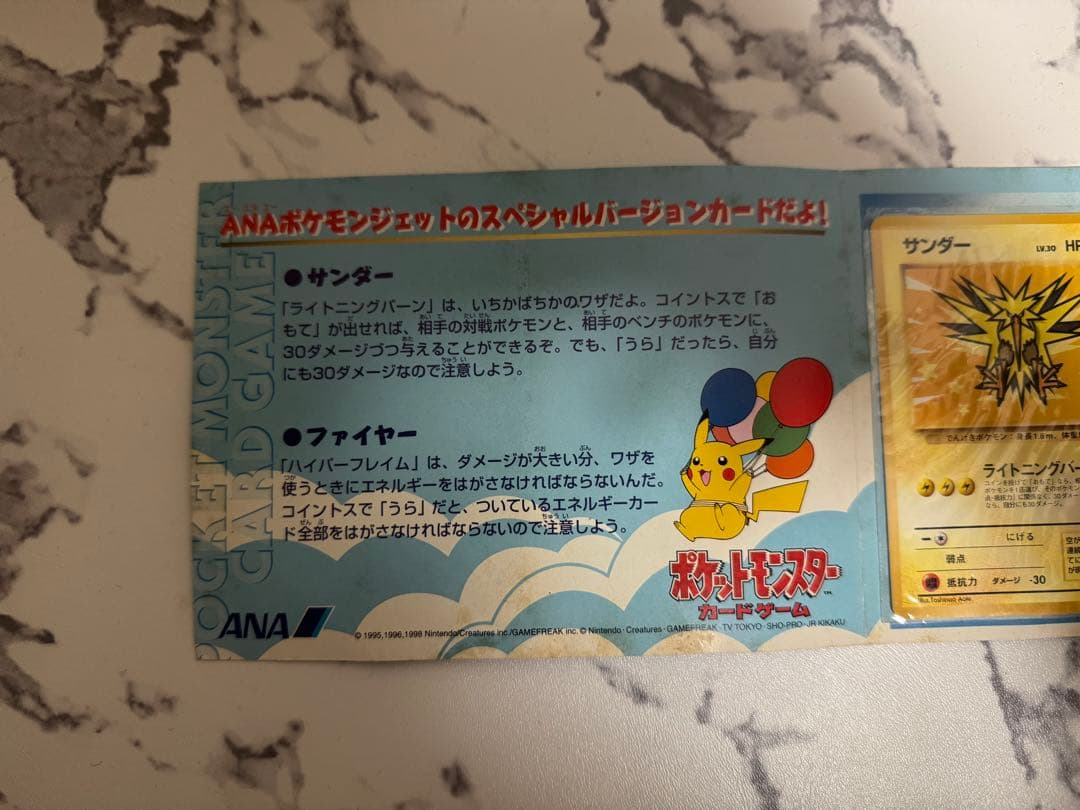 POCKET MONSTER
CARD GAME
ANAポケモンジェットのスペシャルバージョンカードだよ!
●サンダー
「ライトニングバーン」は、いちかばちかのワザだよ。コイントスで「お
もて」が出せれば、相手の対戦ポケモンと、相手のベンチのポケモンに、
30ダメージづつ与えることができるぞ。でも、「うら」だったら、自分
にも30ダメージなので注意しよう。
●ファイヤー
「ハイパーフレイム」は、ダメージが大きい分、ワザを
使うときにエネルギーをはがさなければならないんだ。
コイントスで「うら」だと、ついているエネルギーカー
ド全部をはがさなければならないので注意しよう。
ポケットモンスター
カードゲーム
ANA
© 1995,1996,1998 Nintendo/Creatures inc./GAMEFREAK inc. © Nintendo・Creatures・GAMEFREAK・TV TOKYO・SHO-PRO・JR KIKAKU
サンダー LV.30 HP
でんげきポケモン:身長1.6m、体重
ライトニングバー
にげる
弱点
抵抗力 ダメージ -30